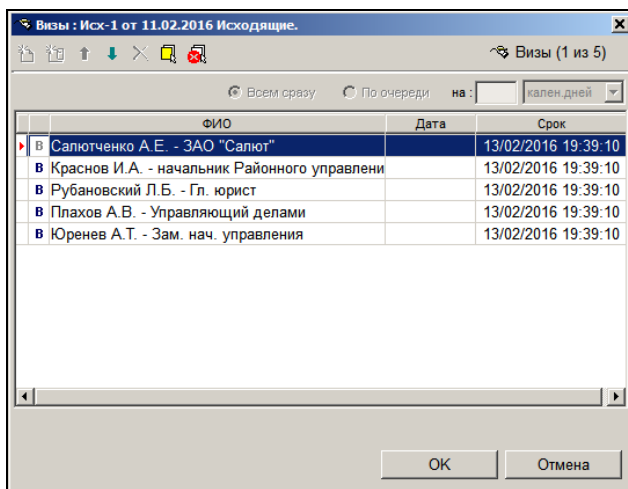 Визы : Исх-1 от 11.02.2016 Исходящие.
Визы (1 из 5)
Всем сразу По очереди на : кален.дней
ФИО Дата Срок
В Салютченко А.Е. - ЗАО "Салют" 13/02/2016 19:39:10
В Краснов И.А. - начальник Районного управлени 13/02/2016 19:39:10
В Рубановский Л.Б. - Гл. юрист 13/02/2016 19:39:10
В Плахов А.В. - Управляющий делами 13/02/2016 19:39:10
В Юренев А.Т. - Зам. нач. управления 13/02/2016 19:39:10
OK Отмена